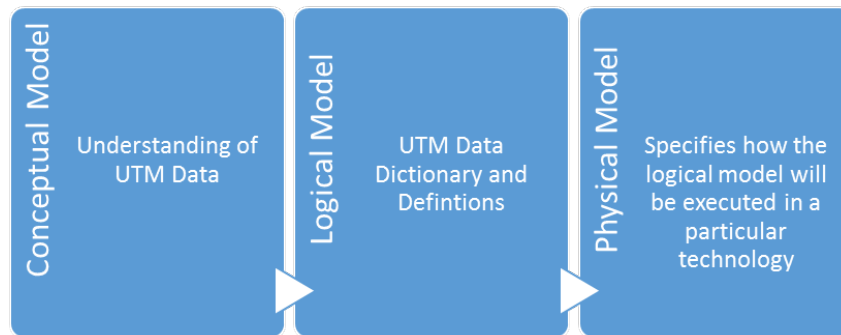 Conceptual Model
Understanding of
UTM Data
Logical Model
UTM Data
Dictionary and
Defintions
Physical Model
Specifies how the
logical model will
be executed in a
particular
technology